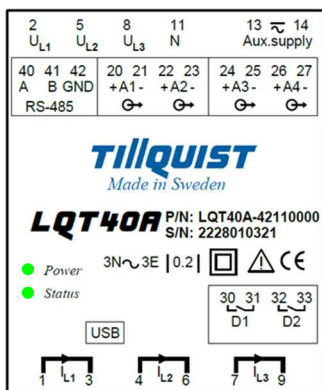 2 5 8 11 13 ≂ 14
UL1 UL2 UL3 N Aux.supply
40 41 42 20 21 22 23 24 25 26 27
A B GND +A1- +A2- +A3- +A4-
RS-485
TILLQUIST
Made in Sweden
LQT40A P/N: LQT40A-42110000
S/N: 2228010321
Power 3N~3E |0.2| CE
Status
30 31 32 33
D1 D2
USB
1 IL1 3 4 IL2 6 7 IL3 9